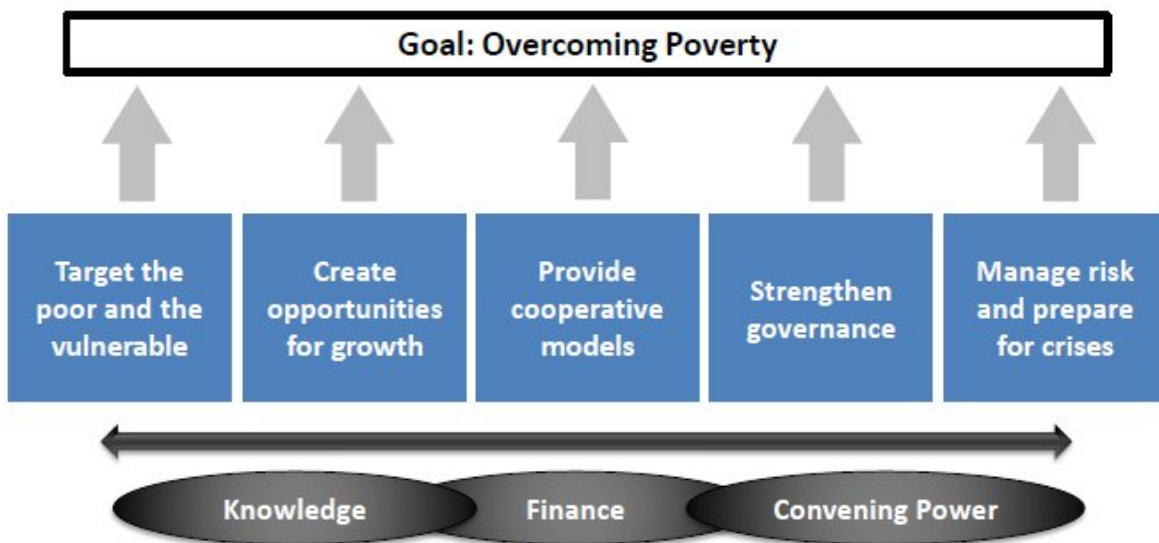 Goal: Overcoming Poverty
Target the
poor and the
vulnerable
Create
opportunities
for growth
Provide
cooperative
models
Strengthen
governance
Manage risk
and prepare
for crises
Knowledge
Finance
Convening Power